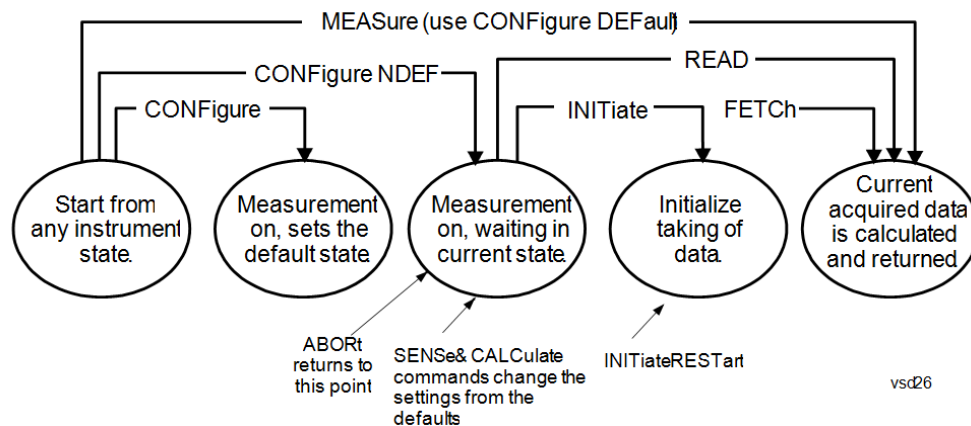 MEASure (use CONFigure DEFault)
CONFigure NDEF
READ
CONFigure
INITiate
FETCh
Start from
any instrument
state.
Measurement
on, sets the
default state.
Measurement
on, waiting in
current state.
Initialize
taking of
data.
Current
acquired data
is calculated
and returned.
ABORt
returns to
this point
SENSe& CALCulate
commands change the
settings from the
defaults
INITiateRESTart
vsd26